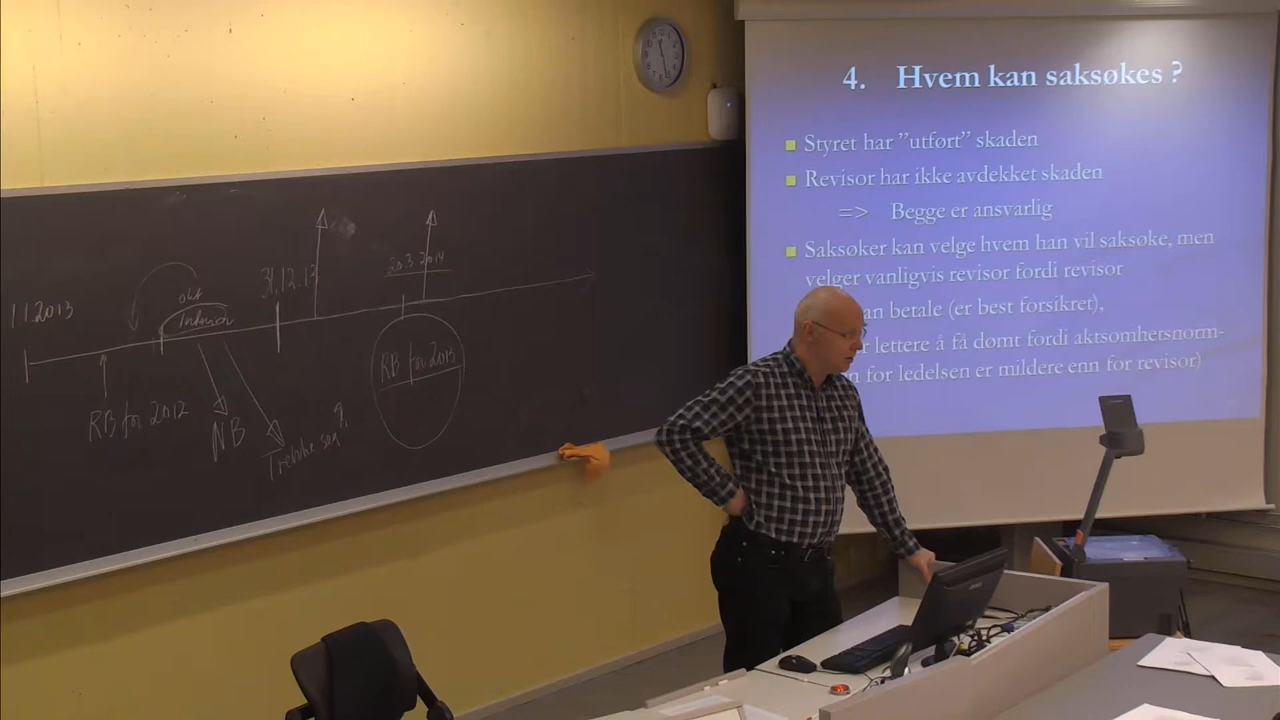 4. Hvem kan saksøkes ?
Styret har ”utført” skaden
Revisor har ikke avdekket skaden
=> Begge er ansvarlig
Saksøker kan velge hvem han vil saksøke, men
velger vanligvis revisor fordi revisor
an betale (er best forsikret),
r lettere å få dømt fordi aktsomhetsnorm-
n for ledelsen er mildere enn for revisor)
1.1.2013
okt
31.12.13
20.3.2014
RB for 2012
NB
RB for 2013